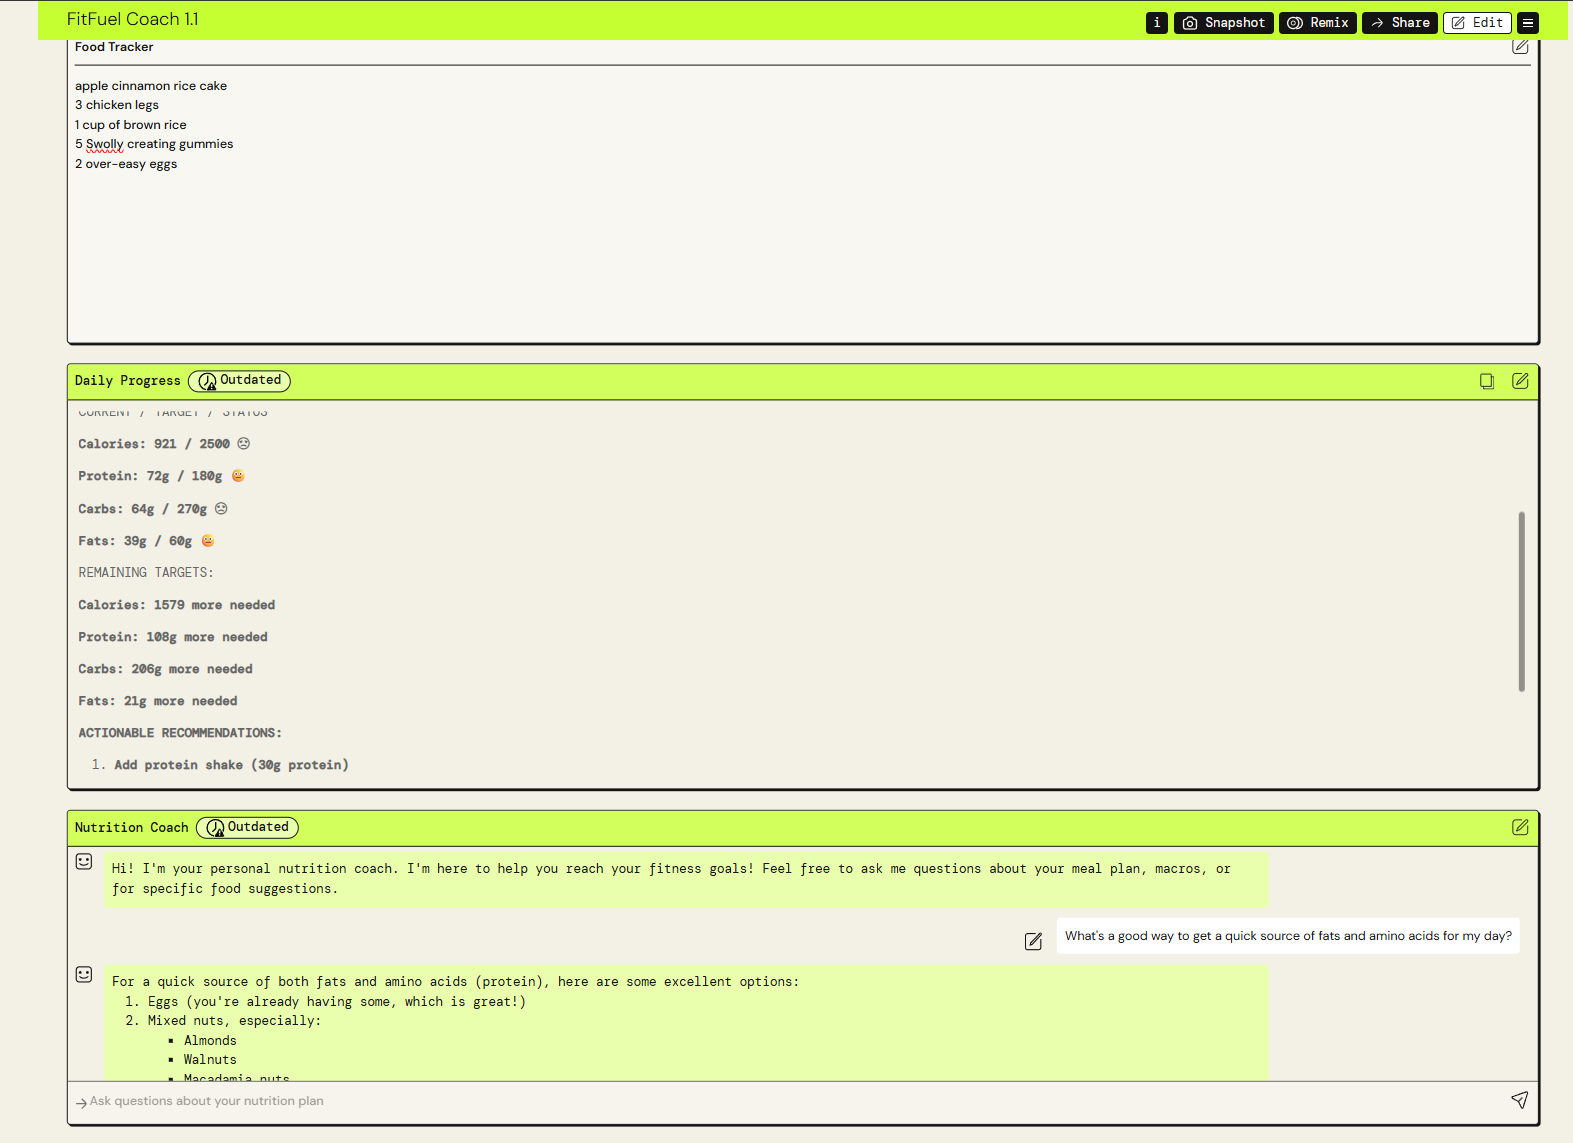 FitFuel Coach 1.1
i Snapshot Remix Share Edit
Food Tracker
apple cinnamon rice cake
3 chicken legs
1 cup of brown rice
5 Swolly creating gummies
2 over-easy eggs
Daily Progress Outdated
CURRENT / TARGET / STATUS
Calories: 921 / 2500 ☹
Protein: 72g / 180g 😐
Carbs: 64g / 270g ☹
Fats: 39g / 60g 😐
REMAINING TARGETS:
Calories: 1579 more needed
Protein: 108g more needed
Carbs: 206g more needed
Fats: 21g more needed
ACTIONABLE RECOMMENDATIONS:
1. Add protein shake (30g protein)
Nutrition Coach Outdated
Hi! I'm your personal nutrition coach. I'm here to help you reach your fitness goals! Feel free to ask me questions about your meal plan, macros, or
for specific food suggestions.
What's a good way to get a quick source of fats and amino acids for my day?
For a quick source of both fats and amino acids (protein), here are some excellent options:
1. Eggs (you're already having some, which is great!)
2. Mixed nuts, especially:
▪ Almonds
▪ Walnuts
▪ Macadamia nuts
Ask questions about your nutrition plan